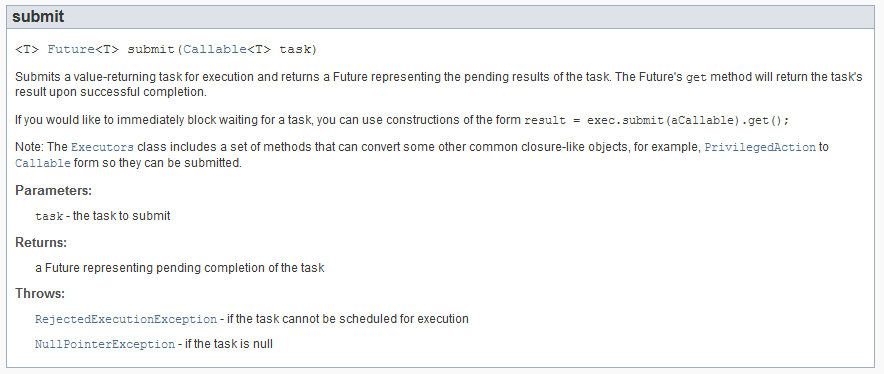 submit
<T> Future<T> submit(Callable<T> task)
Submits a value-returning task for execution and returns a Future representing the pending results of the task. The Future's get method will return the task's
result upon successful completion.
If you would like to immediately block waiting for a task, you can use constructions of the form result = exec.submit(aCallable).get();
Note: The Executors class includes a set of methods that can convert some other common closure-like objects, for example, PrivilegedAction to
Callable form so they can be submitted.
Parameters:
task - the task to submit
Returns:
a Future representing pending completion of the task
Throws:
RejectedExecutionException - if the task cannot be scheduled for execution
NullPointerException - if the task is null